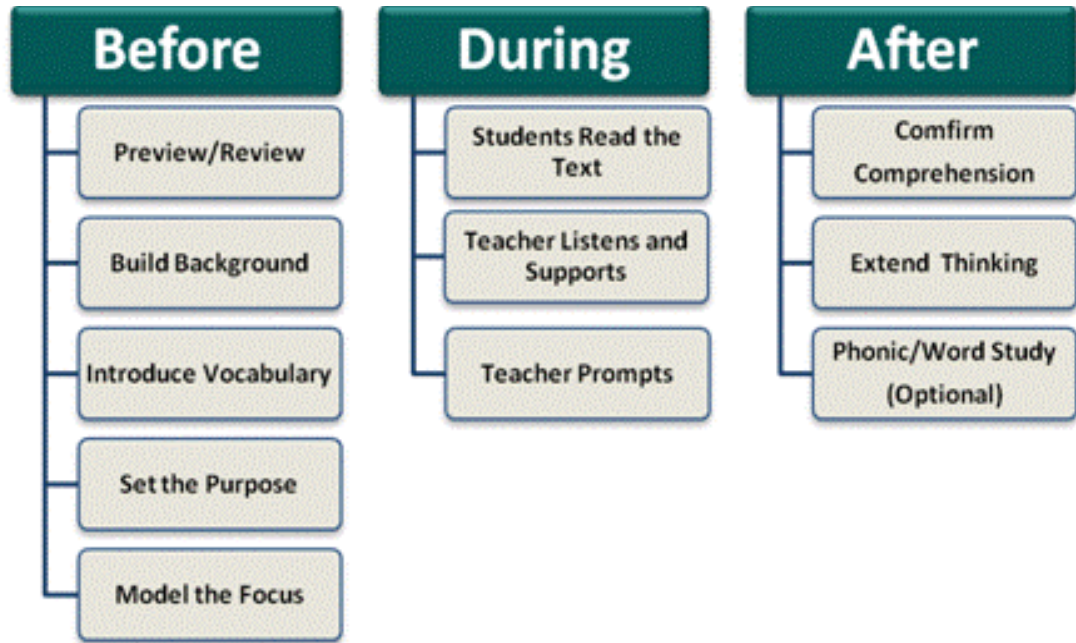 Before
Preview/Review
Build Background
Introduce Vocabulary
Set the Purpose
Model the Focus
During
Students Read the
Text
Teacher Listens and
Supports
Teacher Prompts
After
Comfirm
Comprehension
Extend Thinking
Phonic/Word Study
(Optional)